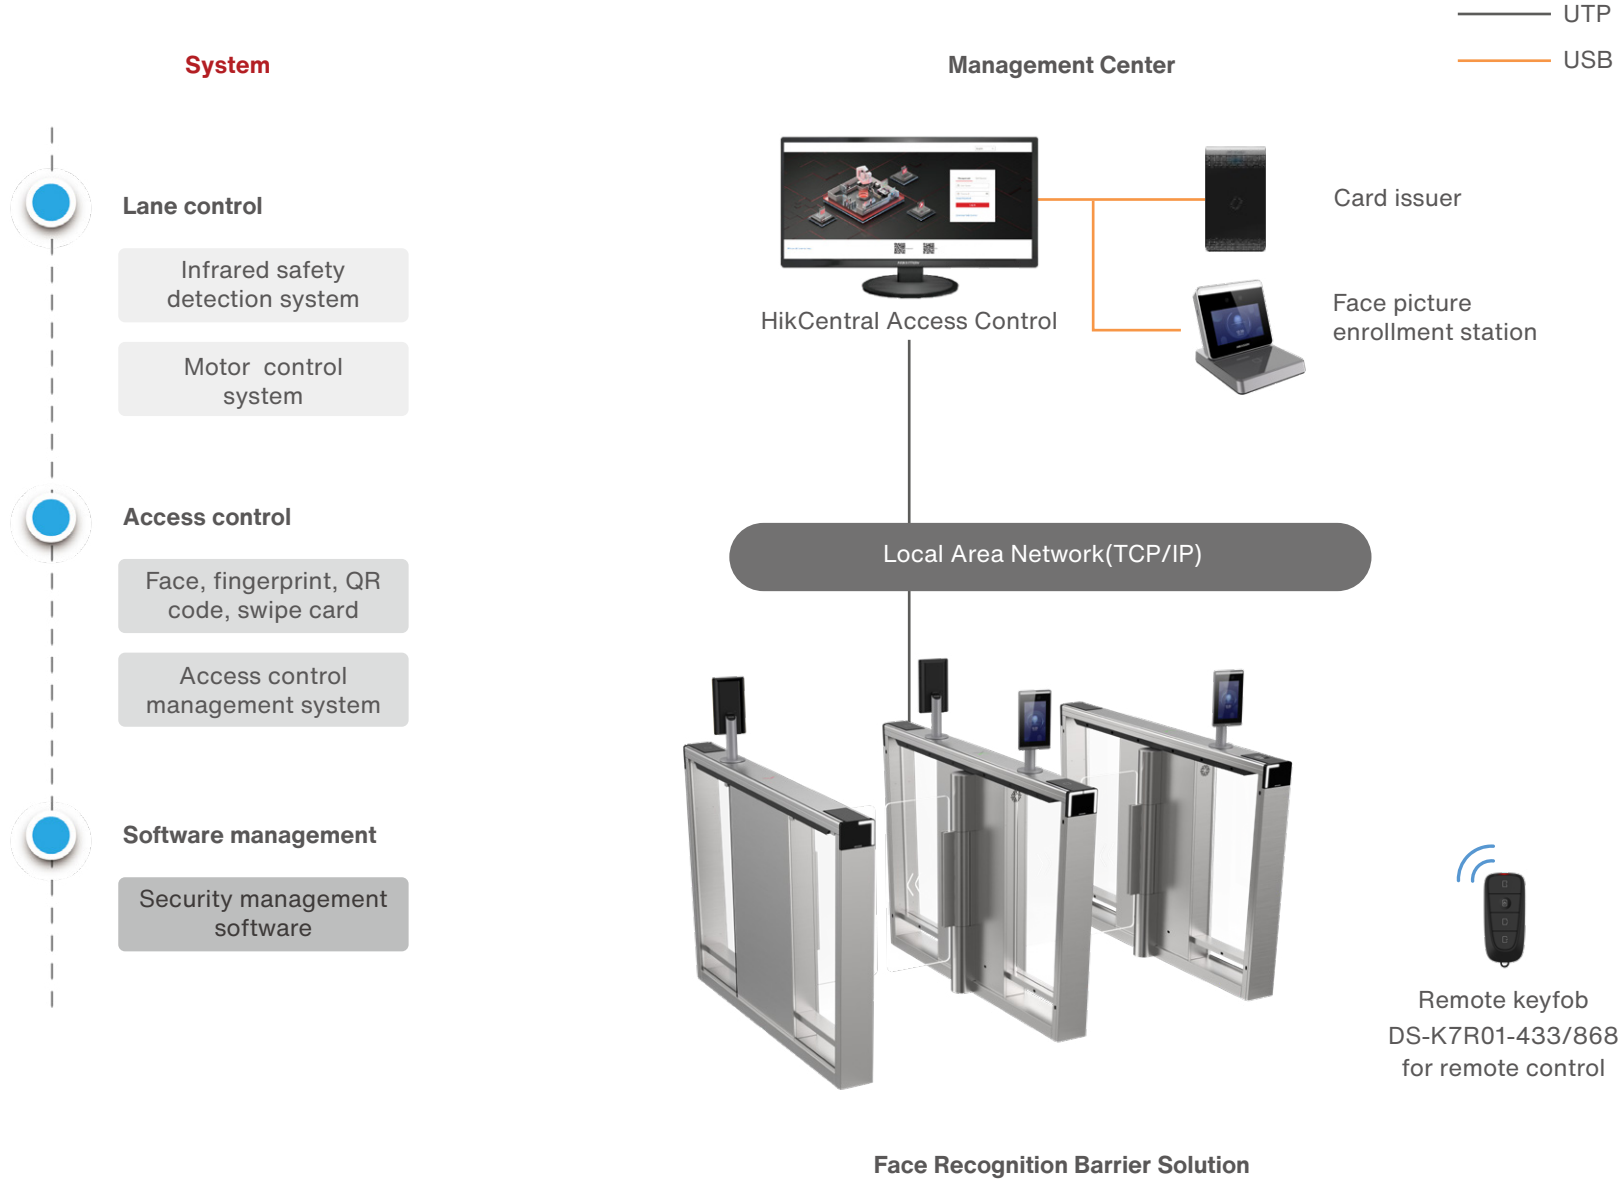 UTP
USB
System
Management Center
Lane control
Infrared safety
detection system
Motor control
system
Access control
Face, fingerprint, QR
code, swipe card
Access control
management system
Software management
Security management
software
HikCentral Access Control
Card issuer
Face picture
enrollment station
Local Area Network(TCP/IP)
Remote keyfob
DS-K7R01-433/868
for remote control
Face Recognition Barrier Solution